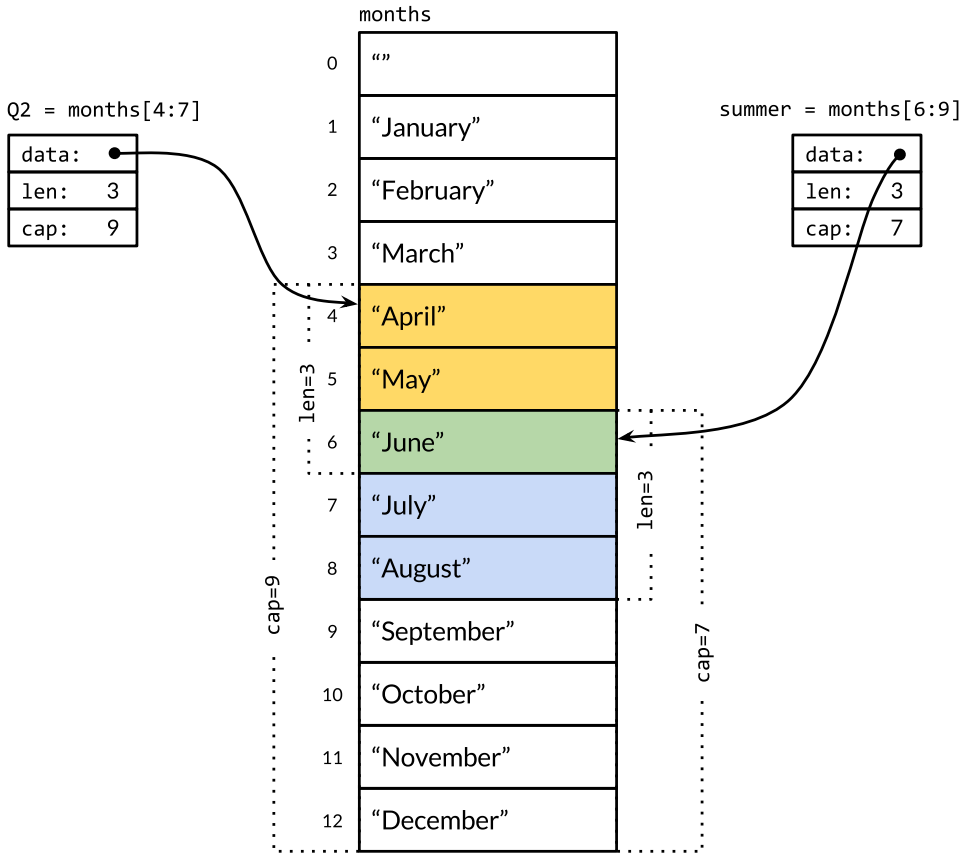 months
Q2 = months[4:7]
data:
len: 3
cap: 9
summer = months[6:9]
data:
len: 3
cap: 7
0 “”
1 “January”
2 “February”
3 “March”
4 “April”
5 “May”
6 “June”
7 “July”
8 “August”
9 “September”
10 “October”
11 “November”
12 “December”
len=3
cap=9
len=3
cap=7